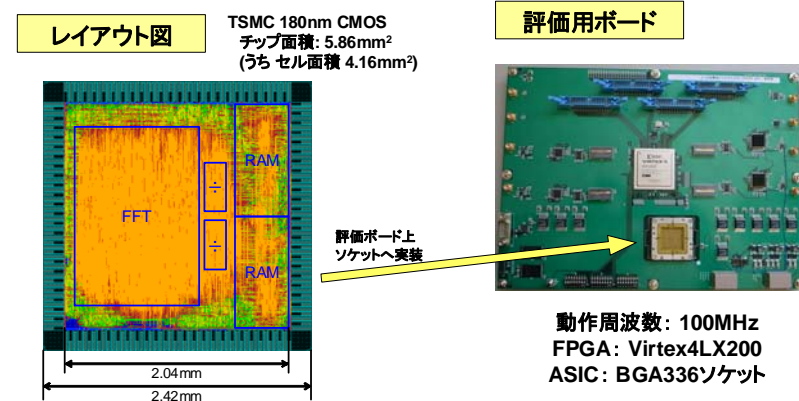 レイアウト図
TSMC 180nm CMOS
チップ面積: 5.86mm²
(うち セル面積 4.16mm²)
評価用ボード
FFT
÷
÷
RAM
RAM
評価ボード上
ソケットへ実装
2.04mm
2.42mm
動作周波数: 100MHz
FPGA: Virtex4LX200
ASIC: BGA336ソケット